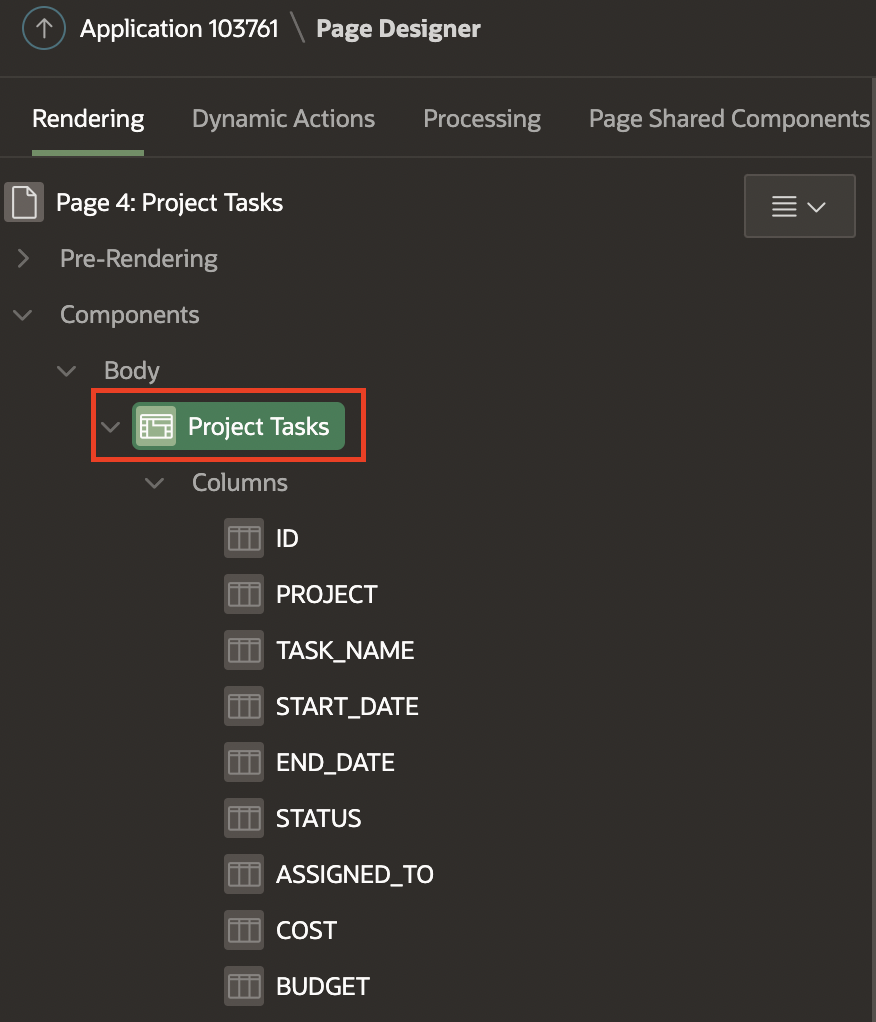 Application 103761 \ Page Designer
Rendering Dynamic Actions Processing Page Shared Components
Page 4: Project Tasks
Pre-Rendering
Components
Body
Project Tasks
Columns
ID
PROJECT
TASK_NAME
START_DATE
END_DATE
STATUS
ASSIGNED_TO
COST
BUDGET